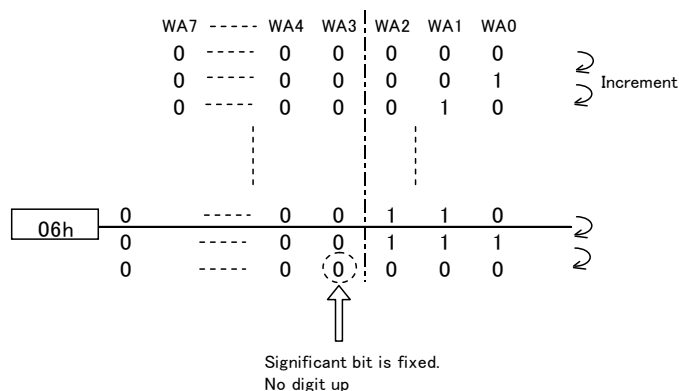 WA7 ----- WA4 WA3 WA2 WA1 WA0
0 ----- 0 0 0 0 0
0 ----- 0 0 0 0 1 Increment
0 ----- 0 0 0 1 0
06h 0 ----- 0 0 1 1 0
0 ----- 0 0 1 1 1
0 ----- 0 0 0 0 0
Significant bit is fixed.
No digit up